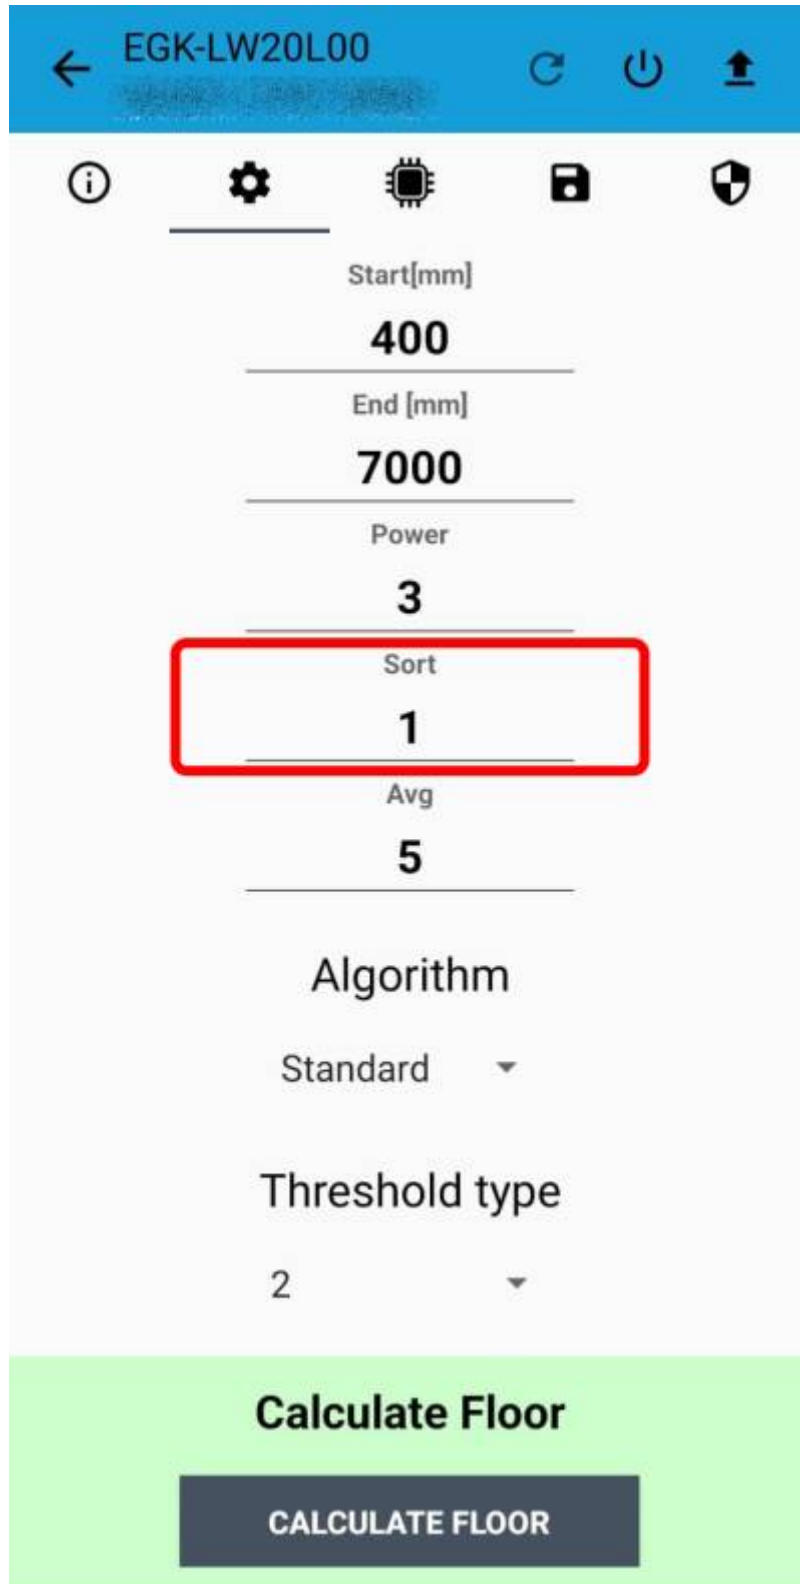 EGK-LW20L00
Start[mm]
400
End [mm]
7000
Power
3
Sort
1
Avg
5
Algorithm
Standard
Threshold type
2
Calculate Floor
CALCULATE FLOOR